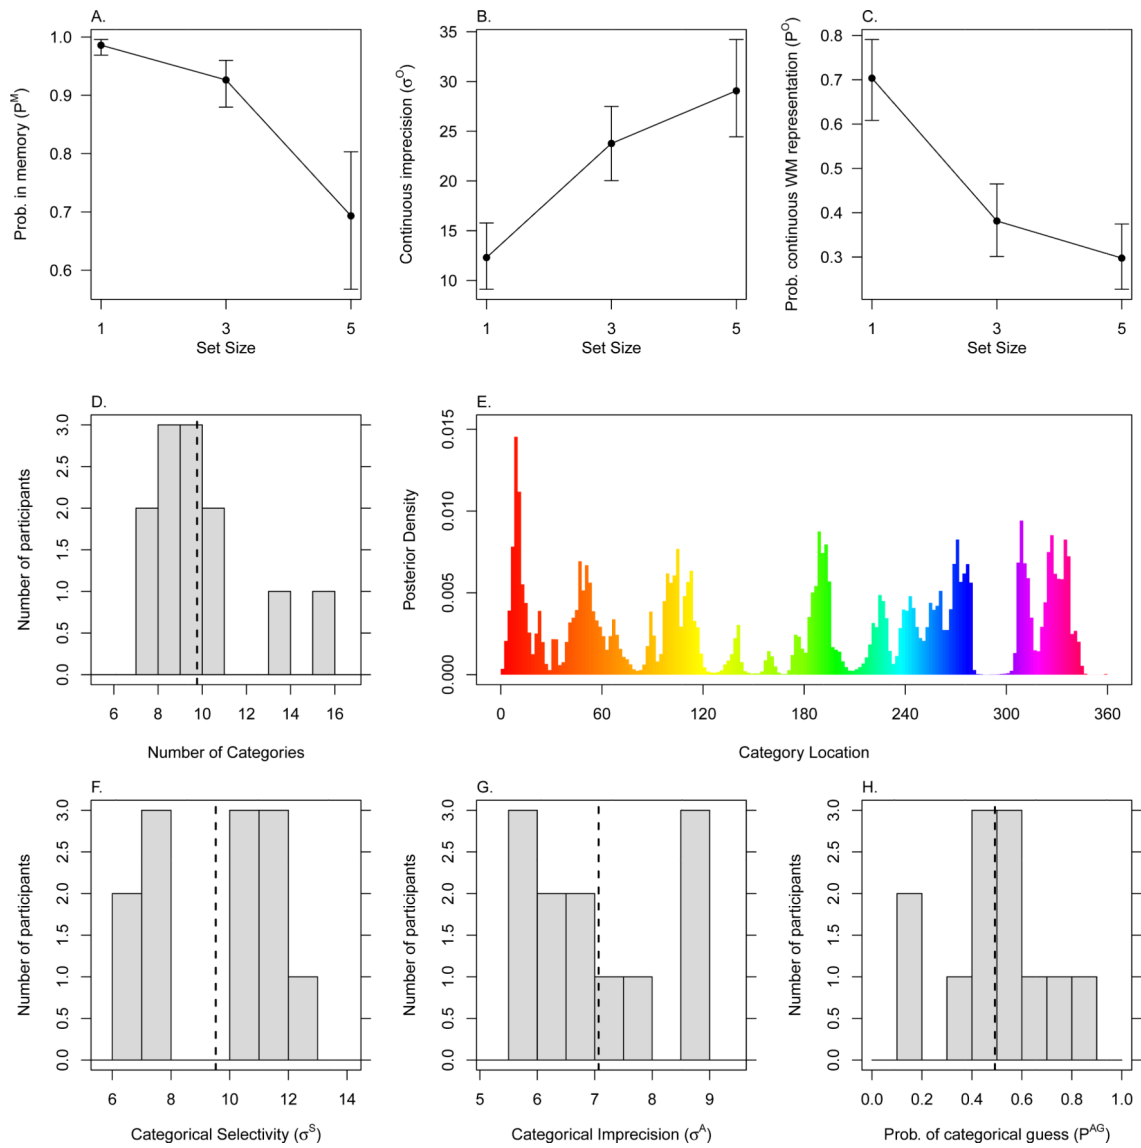 A.
Prob. in memory (P^M)
1.0
0.9
0.8
0.7
0.6
1 3 5
Set Size
B.
Continuous imprecision (σ^O)
35
30
25
20
15
10
1 3 5
Set Size
C.
Prob. continuous WM representation (P^O)
0.8
0.7
0.6
0.5
0.4
0.3
1 3 5
Set Size
D.
Number of participants
3.0
2.5
2.0
1.5
1.0
0.5
0.0
6 8 10 12 14 16
Number of Categories
E.
Posterior Density
0.015
0.010
0.005
0.000
0 60 120 180 240 300 360
Category Location
F.
Number of participants
3.0
2.5
2.0
1.5
1.0
0.5
0.0
6 8 10 12 14
Categorical Selectivity (σ^S)
G.
Number of participants
3.0
2.5
2.0
1.5
1.0
0.5
0.0
5 6 7 8 9
Categorical Imprecision (σ^A)
H.
Number of participants
3.0
2.5
2.0
1.5
1.0
0.5
0.0
0.0 0.2 0.4 0.6 0.8 1.0
Prob. of categorical guess (P^AG)